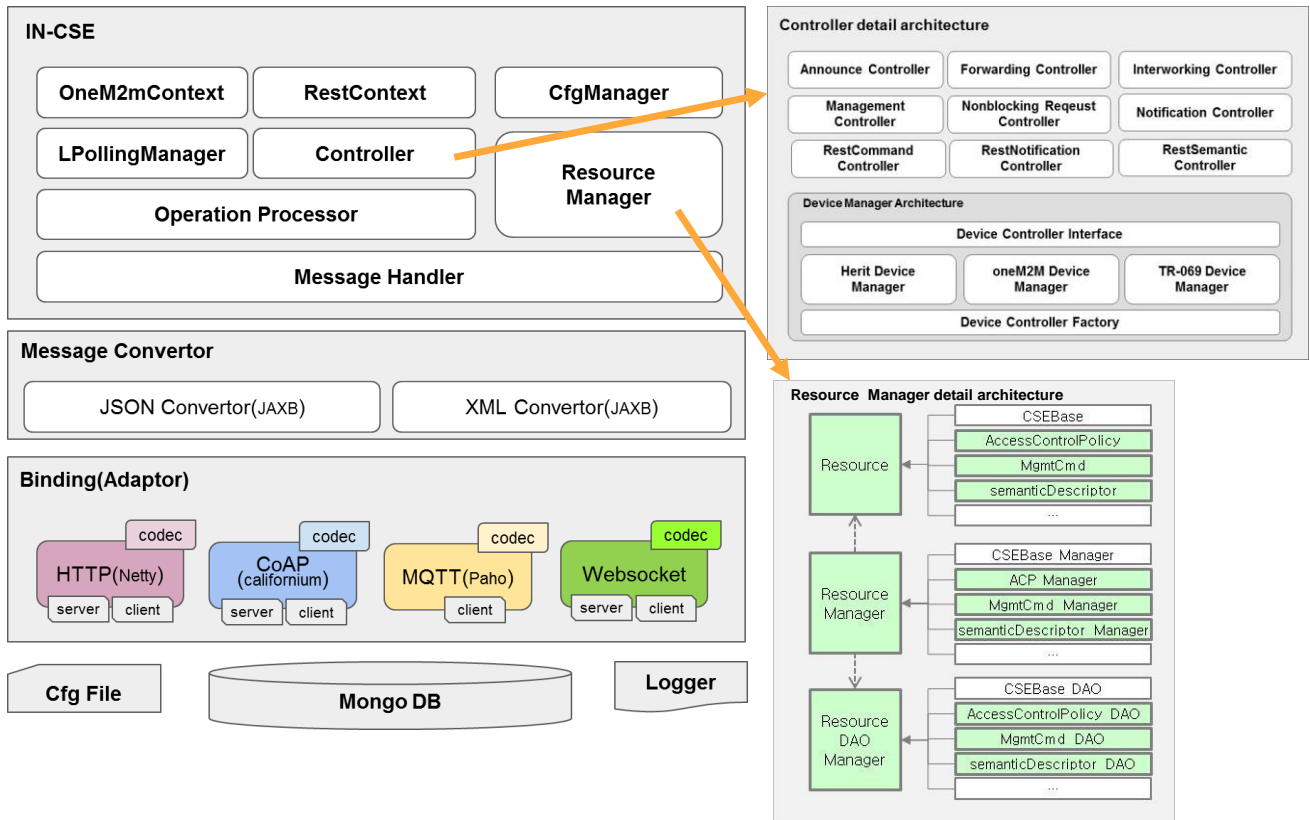 IN-CSE
OneM2mContext
RestContext
CfgManager
LPollingManager
Controller
Resource
Manager
Operation Processor
Message Handler
Message Convertor
JSON Convertor(JAXB)
XML Convertor(JAXB)
Binding(Adaptor)
codec
HTTP(Netty)
server
client
codec
CoAP
(californium)
server
client
codec
MQTT(Paho)
client
codec
Websocket
server
client
Cfg File
Mongo DB
Logger
Controller detail architecture
Announce Controller
Forwarding Controller
Interworking Controller
Management
Controller
Nonblocking Reqeust
Controller
Notification Controller
RestCommand
Controller
RestNotification
Controller
RestSemantic
Controller
Device Manager Architecture
Device Controller Interface
Herit Device
Manager
oneM2M Device
Manager
TR-069 Device
Manager
Device Controller Factory
Resource Manager detail architecture
Resource
CSEBase
AccessControlPolicy
MgmtCmd
semanticDescriptor
...
Resource
Manager
CSEBase Manager
ACP Manager
MgmtCmd Manager
semanticDescriptor Manager
...
Resource
DAO
Manager
CSEBase DAO
AccessControlPolicy DAO
MgmtCmd DAO
semanticDescriptor DAO
...